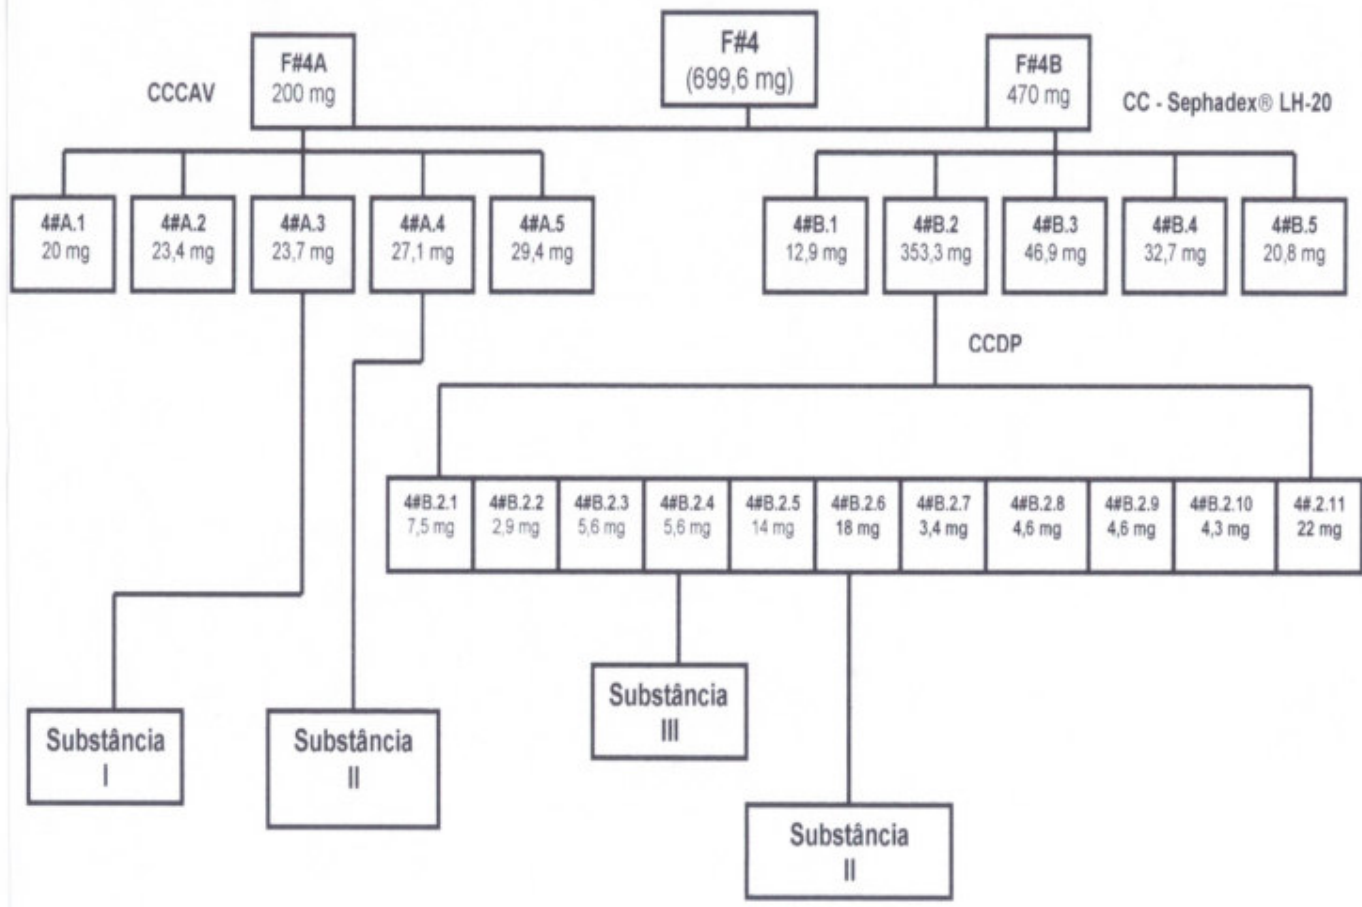 F#4
(699,6 mg)
F#4A
200 mg
F#4B
470 mg
CCCAV
CC - Sephadex® LH-20
4#A.1
20 mg
4#A.2
23,4 mg
4#A.3
23,7 mg
4#A.4
27,1 mg
4#A.5
29,4 mg
4#B.1
12,9 mg
4#B.2
353,3 mg
4#B.3
46,9 mg
4#B.4
32,7 mg
4#B.5
20,8 mg
CCDP
4#B.2.1
7,5 mg
4#B.2.2
2,9 mg
4#B.2.3
5,6 mg
4#B.2.4
5,6 mg
4#B.2.5
14 mg
4#B.2.6
18 mg
4#B.2.7
3,4 mg
4#B.2.8
4,6 mg
4#B.2.9
4,6 mg
4#B.2.10
4,3 mg
4#.2.11
22 mg
Substância
I
Substância
II
Substância
III
Substância
II